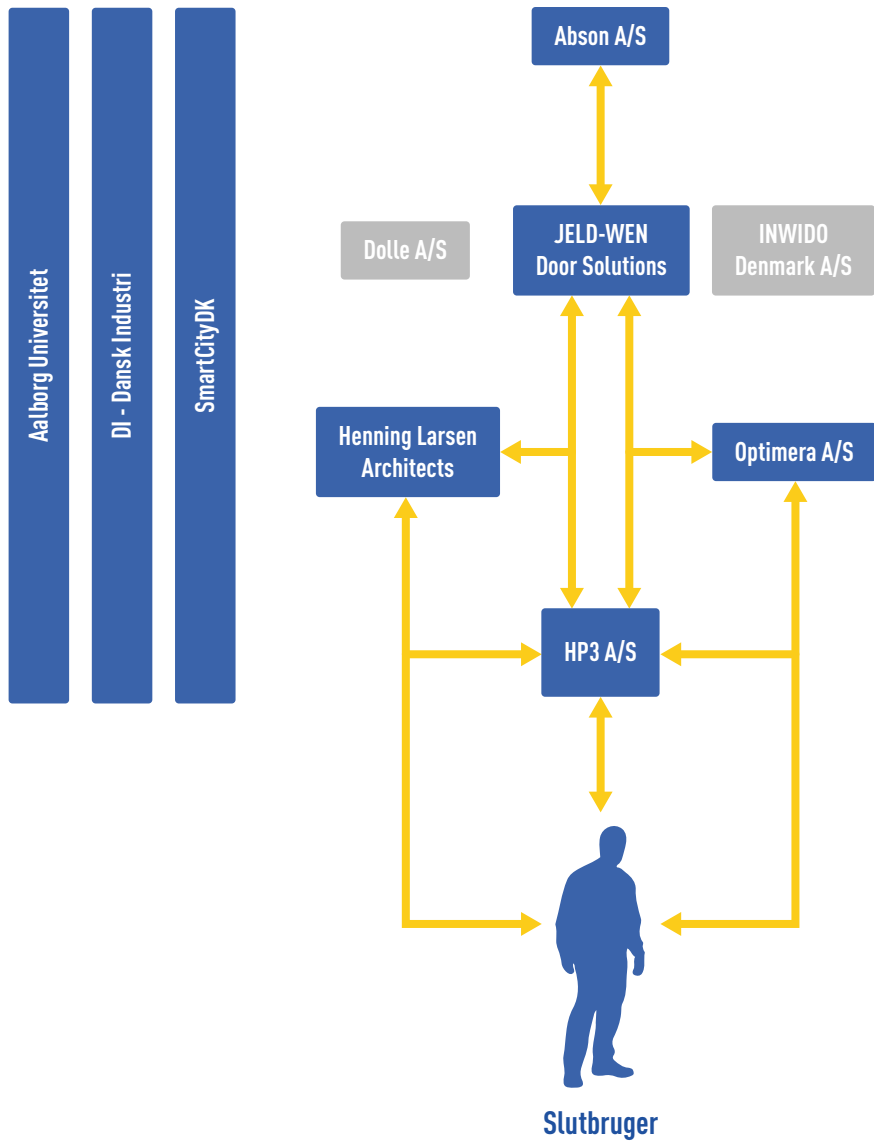 Aalborg Universitet
DI - Dansk Industri
SmartCityDK
Abson A/S
Dolle A/S
JELD-WEN
Door Solutions
INWIDO
Denmark A/S
Henning Larsen
Architects
Optimera A/S
HP3 A/S
Slutbruger